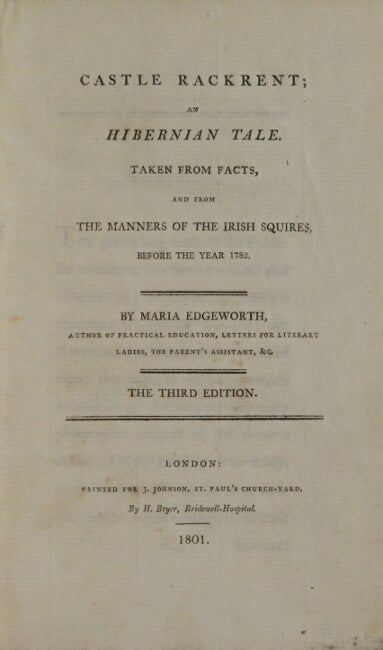 CASTLE RACKRENT;
AN
HIBERNIAN TALE.
TAKEN FROM FACTS,
AND FROM
THE MANNERS OF THE IRISH SQUIRES,
BEFORE THE YEAR 1782.
BY MARIA EDGEWORTH,
AUTHOR OF PRACTICAL EDUCATION, LETTERS FOR LITERARY
LADIES, THE PARENT'S ASSISTANT, &c.
THE THIRD EDITION.
LONDON:
PRINTED FOR J. JOHNSON, ST. PAUL'S CHURCH-YARD,
By H. Bryer, Bridewell-Hospital.
1801.